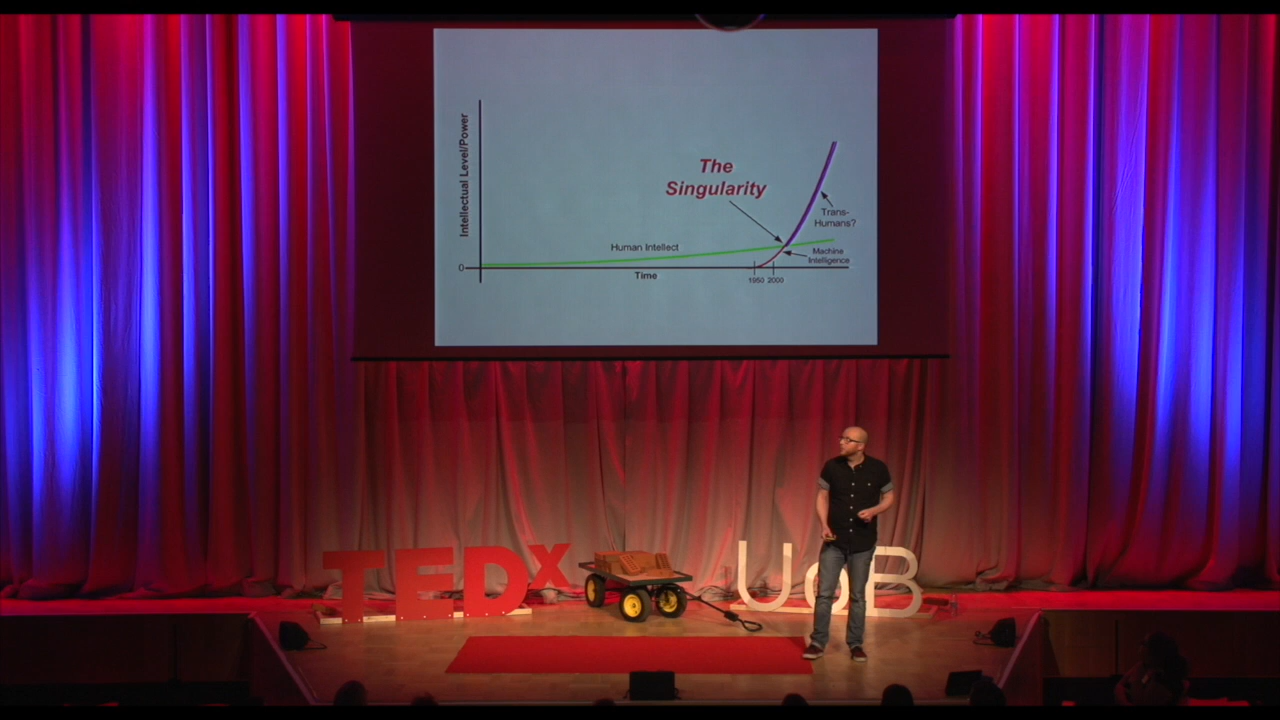 Intellectual Level/Power
The
Singularity
Trans-
Humans?
Human Intellect
Machine
Intelligence
0
Time
1950 2000
TEDx
UoB